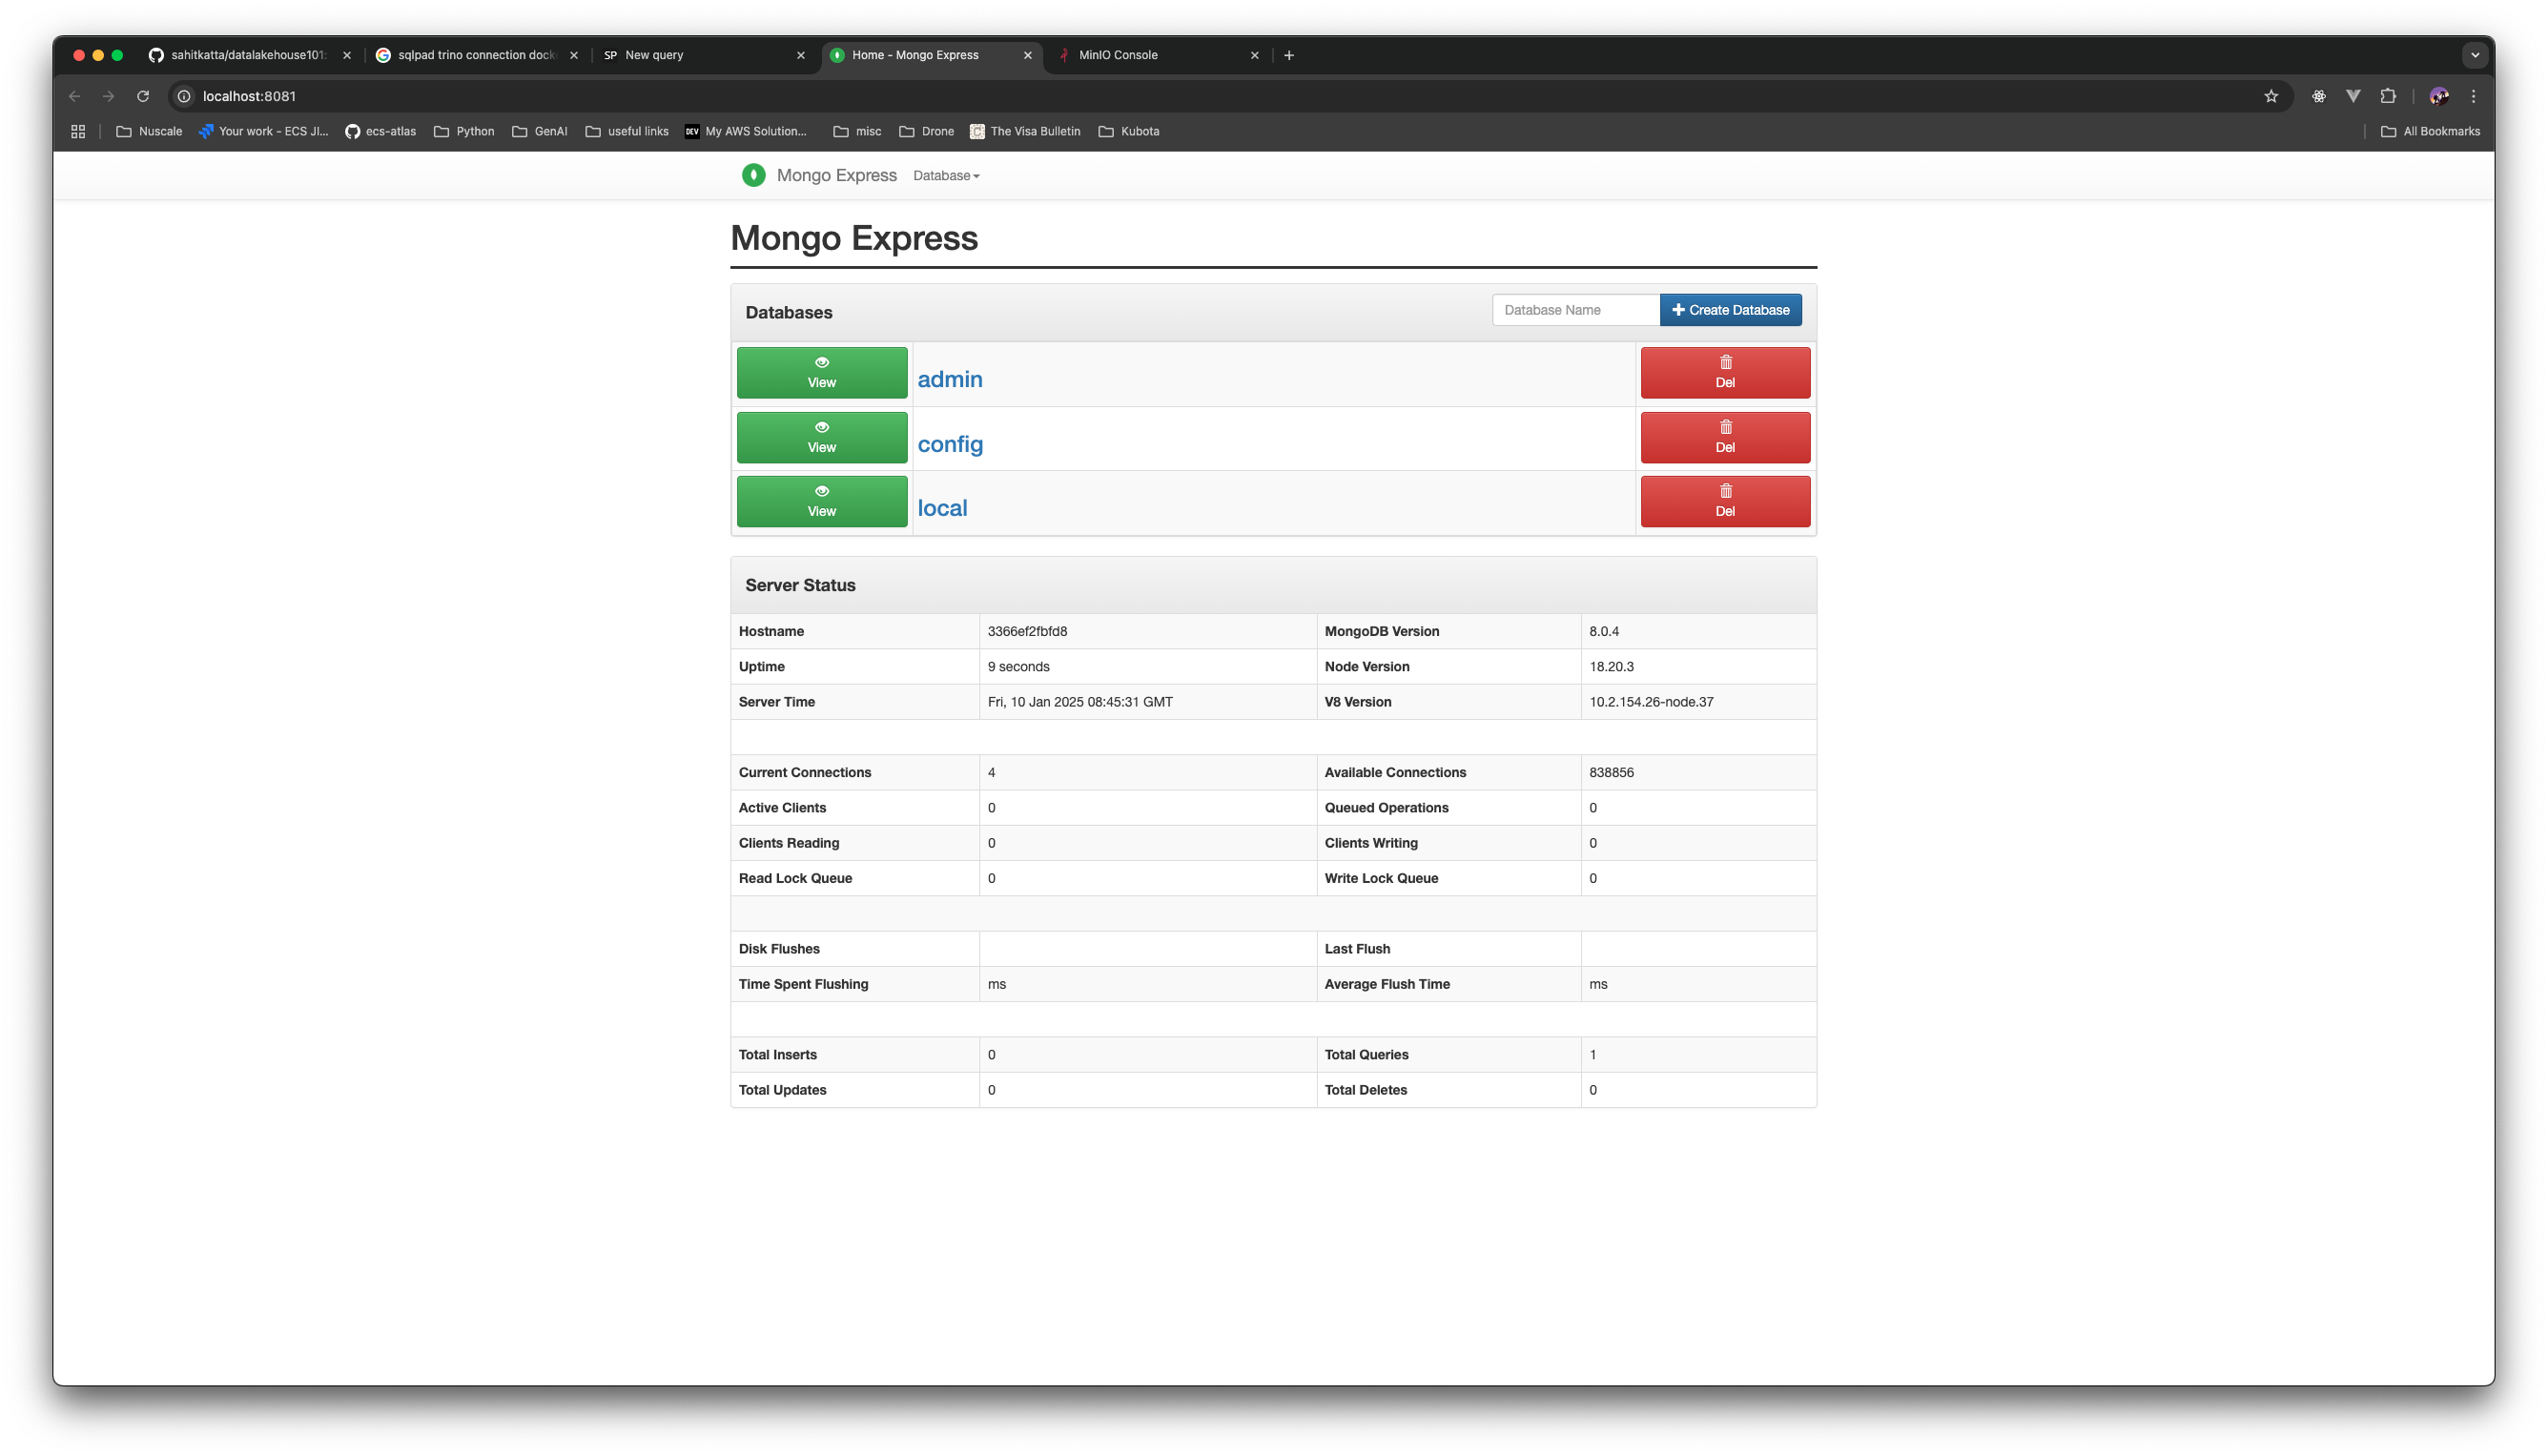 sahitkatta/datalakehouse101:
sqlpad trino connection docke
SP New query
Home - Mongo Express
MinIO Console
localhost:8081
Nuscale
Your work - ECS JI...
ecs-atlas
Python
GenAI
useful links
DEV My AWS Solution...
misc
Drone
The Visa Bulletin
Kubota
All Bookmarks
Mongo Express Database
Mongo Express
Databases
Database Name
Create Database
View admin Del
View config Del
View local Del
Server Status
Hostname 3366ef2fbfd8 MongoDB Version 8.0.4
Uptime 9 seconds Node Version 18.20.3
Server Time Fri, 10 Jan 2025 08:45:31 GMT V8 Version 10.2.154.26-node.37
Current Connections 4 Available Connections 838856
Active Clients 0 Queued Operations 0
Clients Reading 0 Clients Writing 0
Read Lock Queue 0 Write Lock Queue 0
Disk Flushes Last Flush
Time Spent Flushing ms Average Flush Time ms
Total Inserts 0 Total Queries 1
Total Updates 0 Total Deletes 0